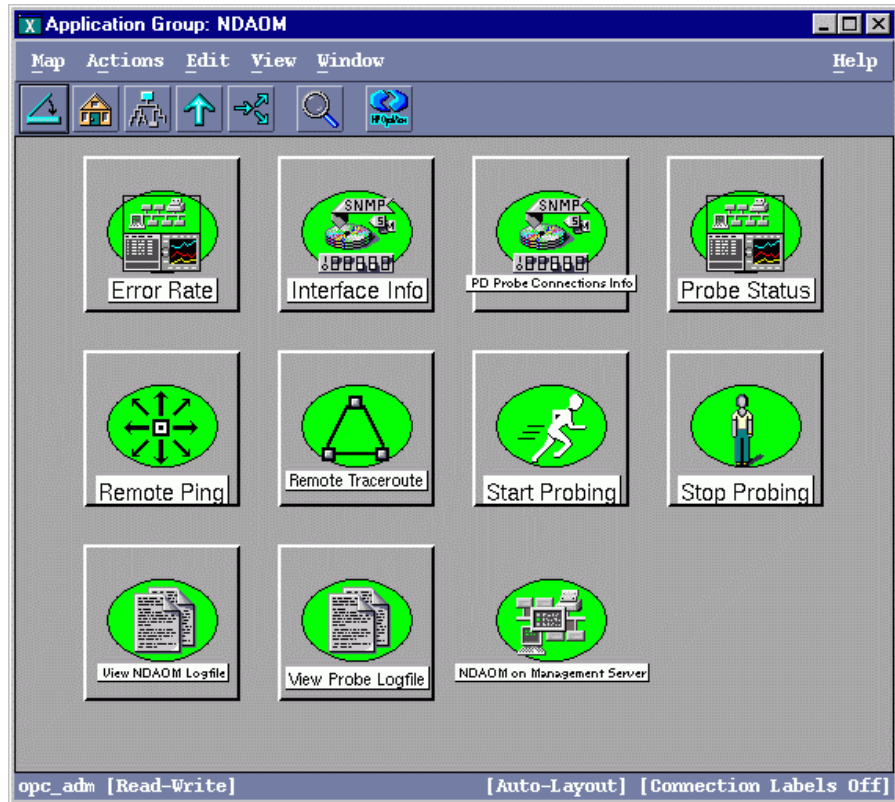 X Application Group: NDAOM
Map Actions Edit View Window Help
HP OpView
SNMP SNMP
Error Rate
Interface Info
PD Probe Connections Info
Probe Status
Remote Ping
Remote Traceroute
Start Probing
Stop Probing
View NDAOM Logfile
View Probe Logfile
NDAOM on Management Server
opc_adm [Read-Write] [Auto-Layout] [Connection Labels Off]